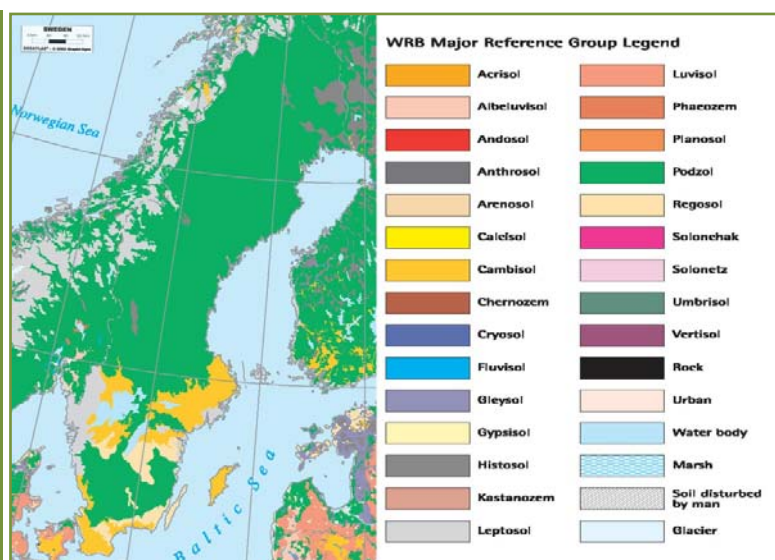 SWEDEN
Norwegian Sea
Baltic Sea
WRB Major Reference Group Legend
Acrisol
Albeluvisol
Andosol
Anthrosol
Arenosol
Calcisol
Cambisol
Chernozem
Cryosol
Fluvisol
Gleysol
Gypsisol
Histosol
Kastanozem
Leptosol
Luvisol
Phaeozem
Planosol
Podzol
Regosol
Solonchak
Solonetz
Umbrisol
Vertisol
Rock
Urban
Water body
Marsh
Soil disturbed
by man
Glacier